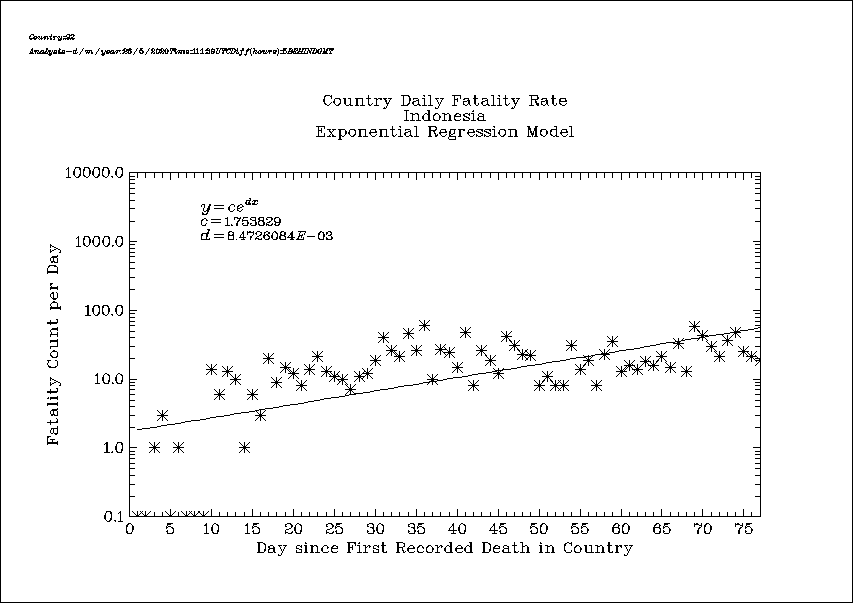 Country Daily Fatality Rate
Indonesia
Exponential Regression Model
10000.0
y=ce^dx
c=1.753829
d=8.4726084E-03
1000.0
100.0
10.0
1.0
0.1
Fatality Count per Day
0 5 10 15 20 25 30 35 40 45 50 55 60 65 70 75
Day since First Recorded Death in Country